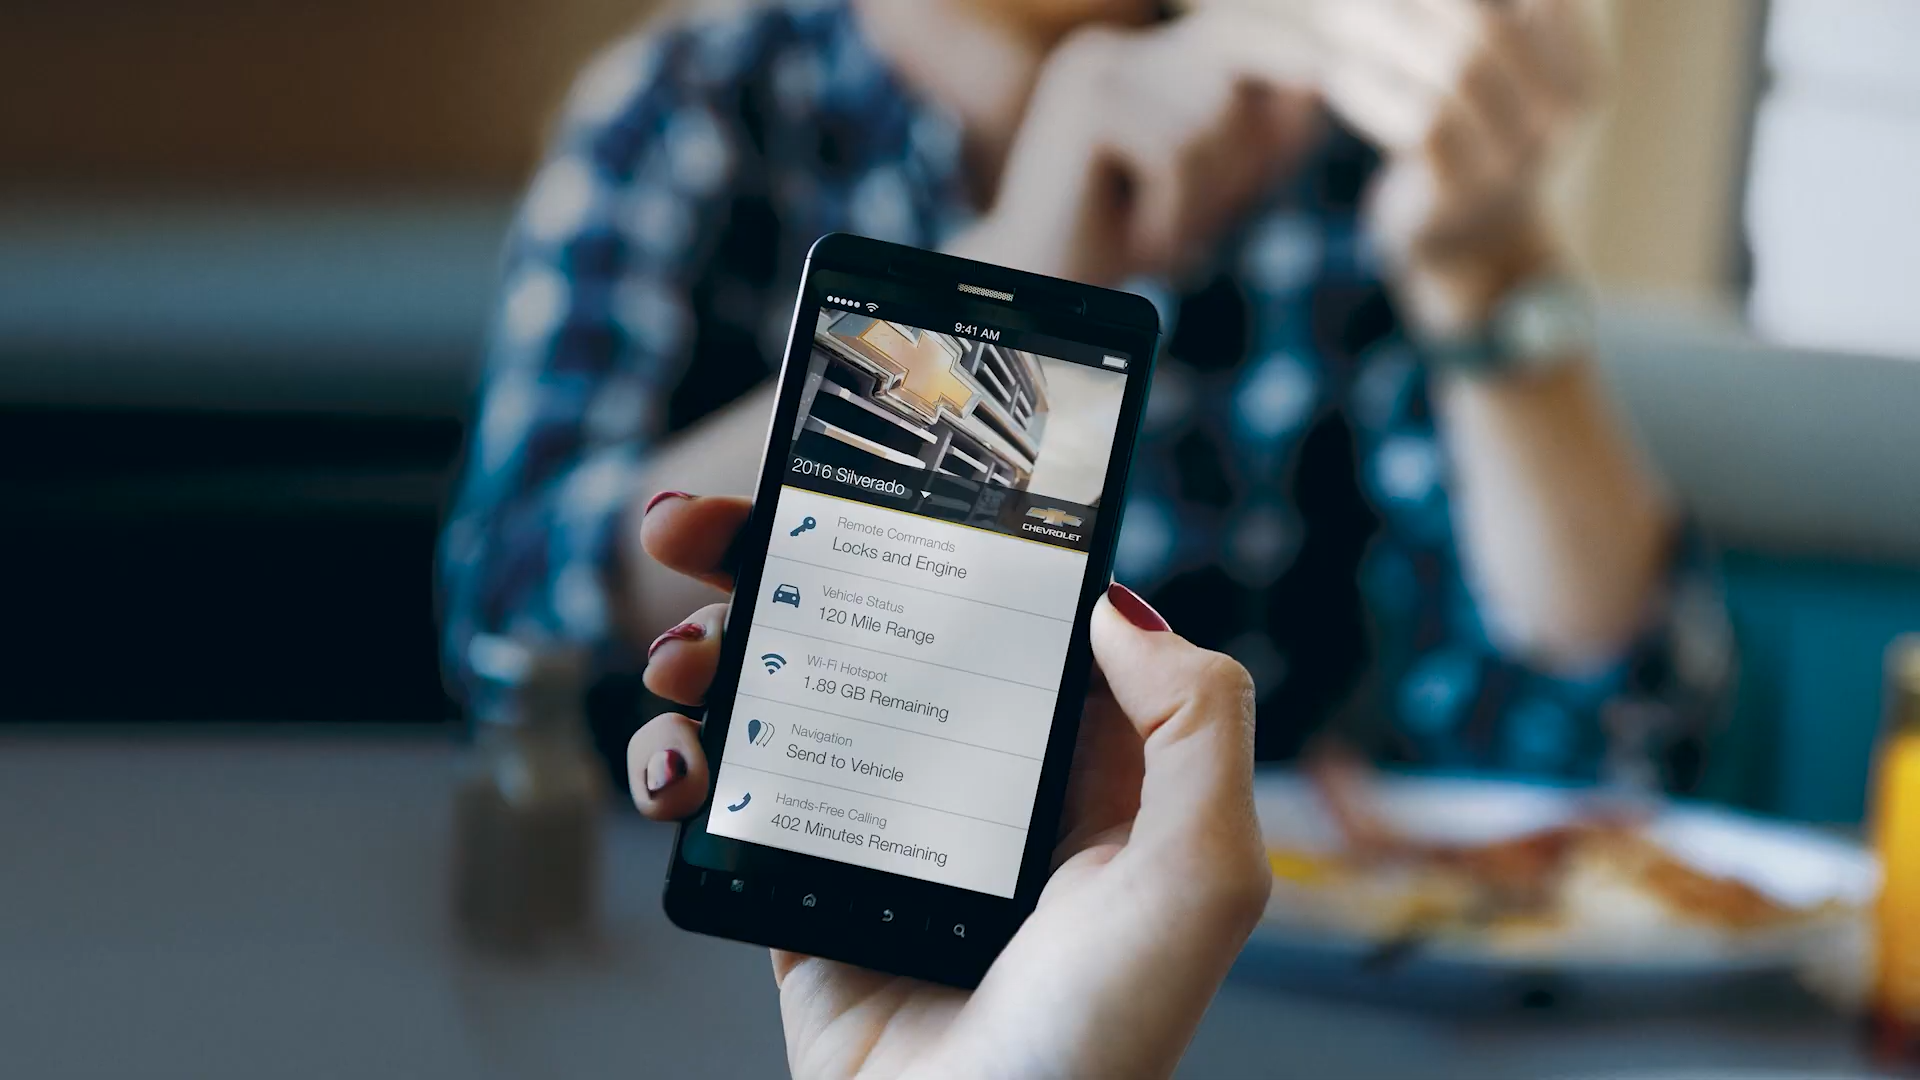 9:41 AM
2016 Silverado
CHEVROLET
Remote Commands
Locks and Engine
Vehicle Status
120 Mile Range
Wi-Fi Hotspot
1.89 GB Remaining
Navigation
Send to Vehicle
Hands-Free Calling
402 Minutes Remaining